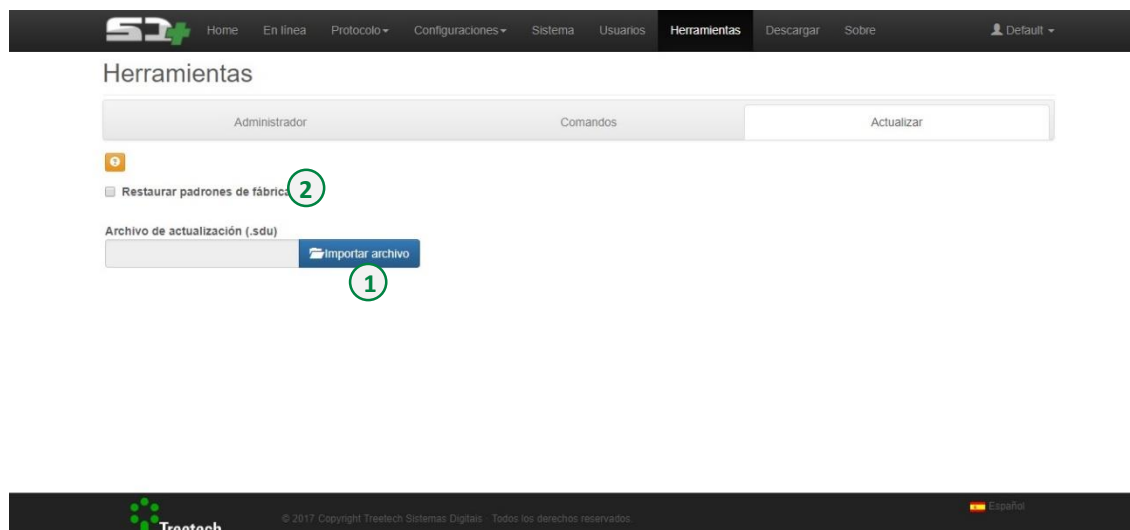 SD+ Home En línea Protocolo Configuraciones Sistema Usuarios Herramientas Descargar Sobre Default
Herramientas
Administrador Comandos Actualizar
Restaurar padrones de fábrica
2
Archivo de actualización (.sdu)
Importar archivo
1
Treetech © 2017 Copyright Treetech Sistemas Digitais - Todos los derechos reservados. Español